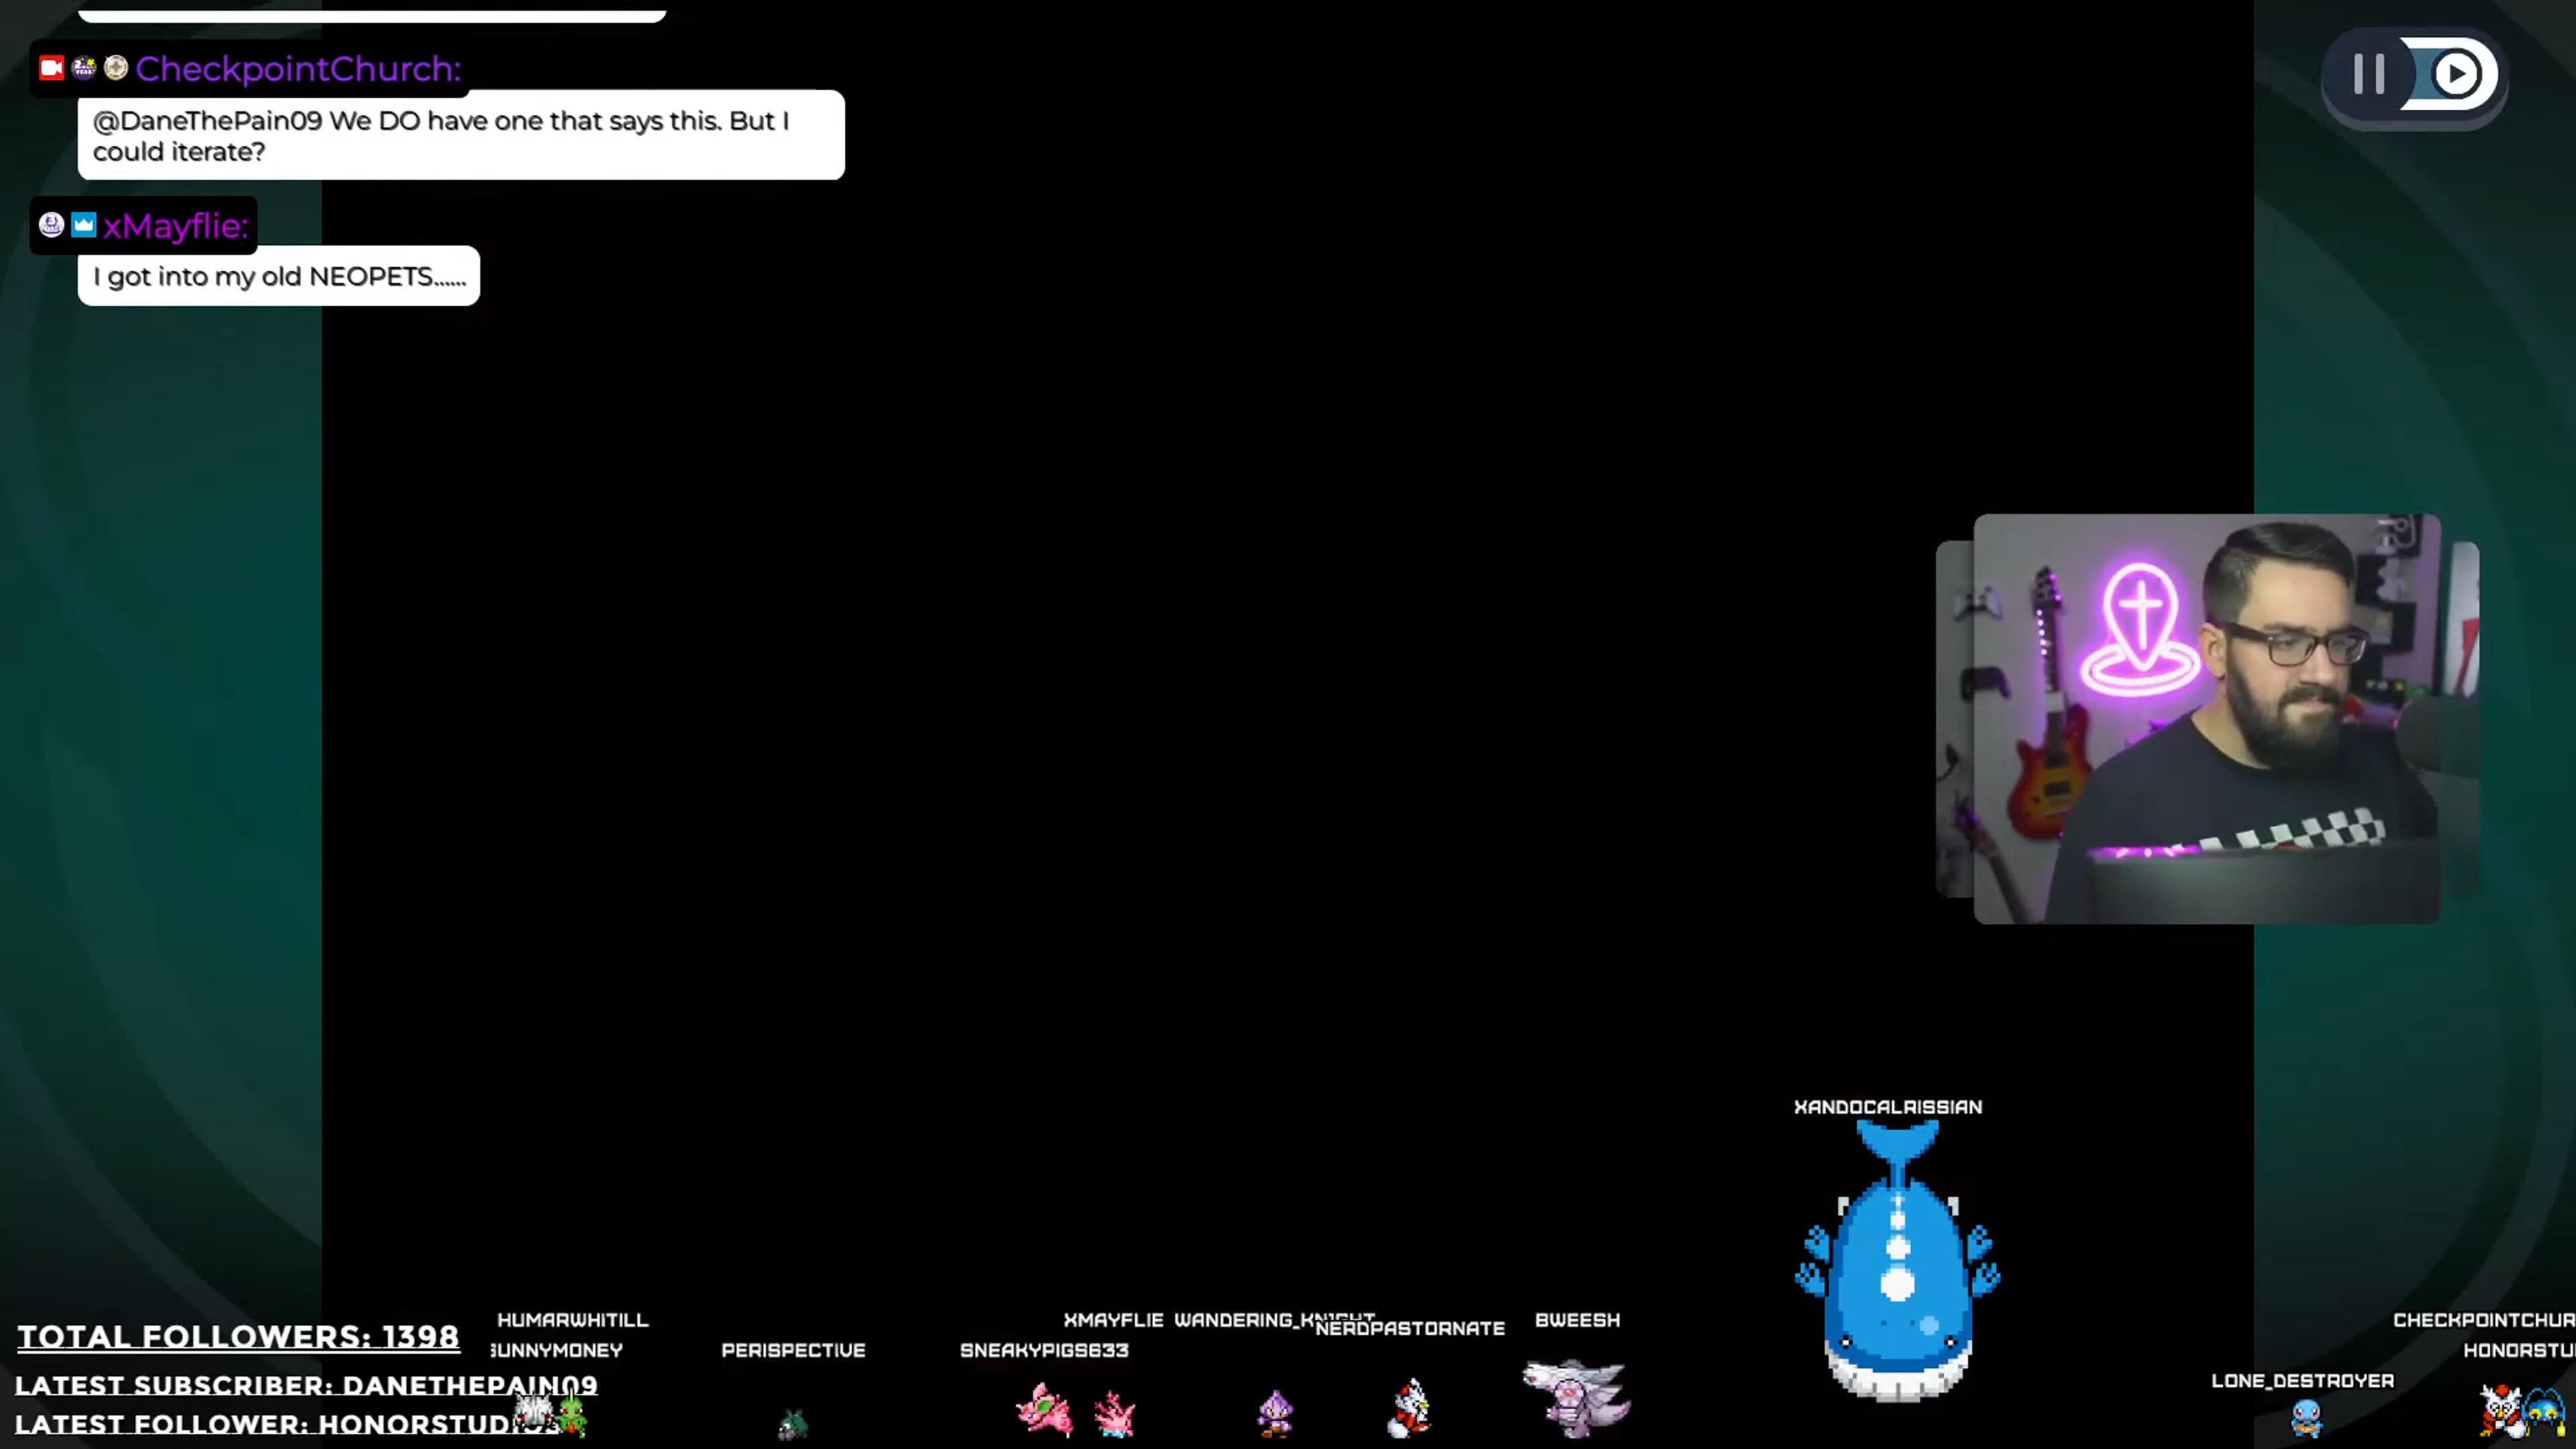 CheckpointChurch:
@DaneThePain09 We DO have one that says this. But I
could iterate?
xMayflie:
I got into my old NEOPETS......
XANDOCALRISSIAN
HUMARWHITILL
XMAYFLIE
NERDPASTORNATE
BWEESH
CHECKPOINTCHUR
TOTAL FOLLOWERS: 1398
PERISPECTIVE
SNEAKYPIGS633
HONORSTU
LONE_DESTROYER
LATEST SUBSCRIBER: DANETHEPAIN09
LATEST FOLLOWER: